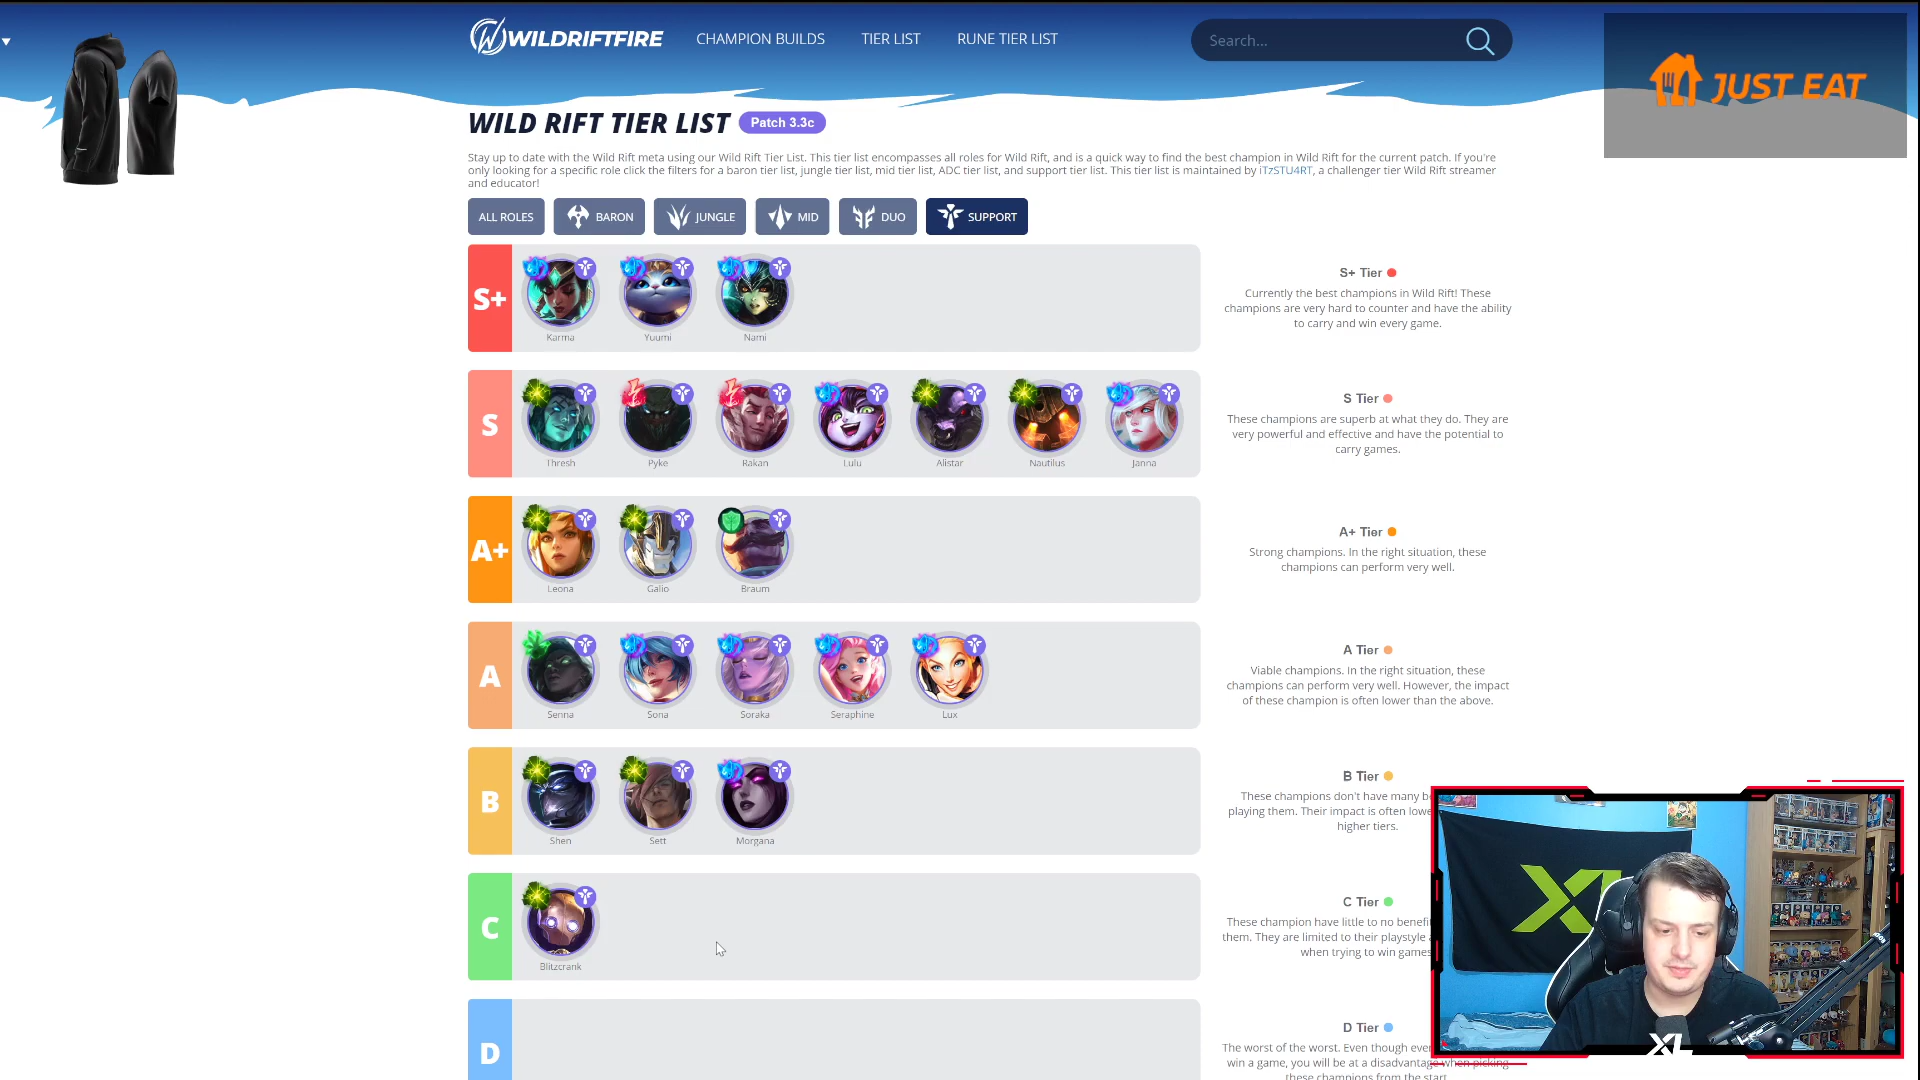 WILDRIFTFIRE
CHAMPION BUILDS
TIER LIST
RUNE TIER LIST
Search...
JUST EAT
WILD RIFT TIER LIST
Patch 3.3c
Stay up to date with the Wild Rift meta using our Wild Rift Tier List. This tier list encompasses all roles for Wild Rift, and is a quick way to find the best champion in Wild Rift for the current patch. If you're
only looking for a specific role click the filters for a baron tier list, jungle tier list, mid tier list, ADC tier list, and support tier list. This tier list is maintained by iTzSTU4RT, a challenger tier Wild Rift streamer
and educator!
ALL ROLES
BARON
JUNGLE
MID
DUO
SUPPORT
S+
Karma
Yuumi
Nami
S+ Tier
Currently the best champions in Wild Rift! These
champions are very hard to counter and have the ability
to carry and win every game.
S
Thresh
Pyke
Rakan
Lulu
Alistar
Nautilus
Janna
S Tier
These champions are superb at what they do. They are
very powerful and effective and have the potential to
carry games.
A+
Leona
Galio
Braum
A+ Tier
Strong champions. In the right situation, these
champions can perform very well.
A
Senna
Sona
Soraka
Seraphine
Lux
A Tier
Viable champions. In the right situation, these
champions can perform very well. However, the impact
of these champion is often lower than the above.
B
Shen
Sett
Morgana
B Tier
These champions don't have many b
playing them. Their impact is often lowe
higher tiers.
C
Blitzcrank
C Tier
These champion have little to no benefi
them. They are limited to their playstyle
when trying to win games
D
D Tier
The worst of the worst. Even though eve
win a game, you will be at a disadvantage when picking
these champions from the start
XL
XL